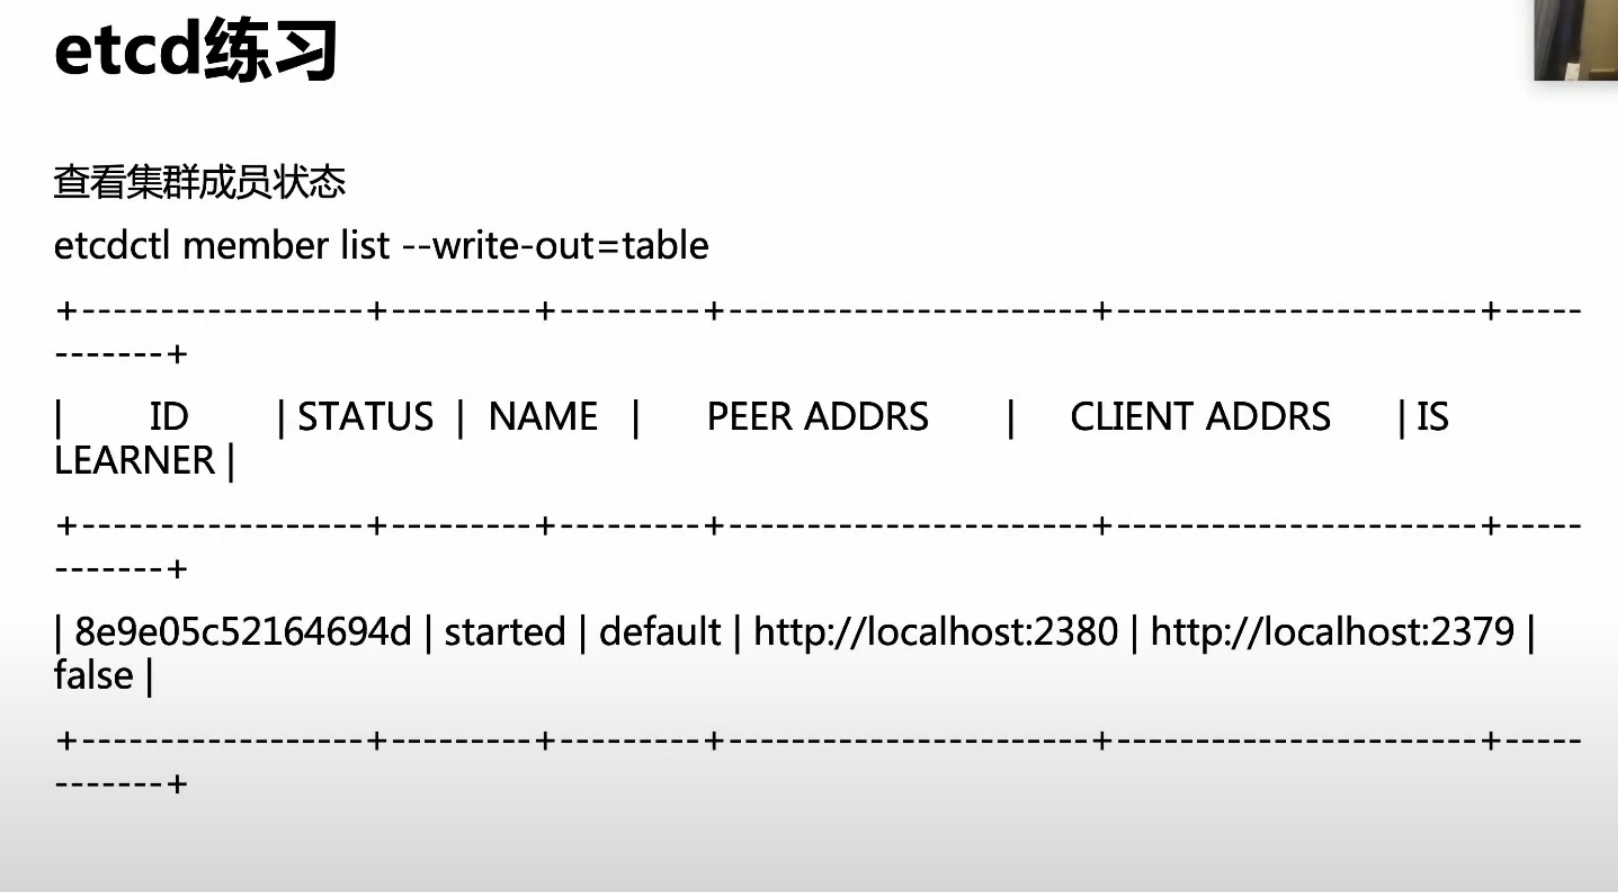 etcd练习
查看集群成员状态
etcdctl member list --write-out=table
+------------------+---------+---------+-----------------------+-----------------------+-----
-------+
| ID | STATUS | NAME | PEER ADDRS | CLIENT ADDRS | IS
LEARNER |
+------------------+---------+---------+-----------------------+-----------------------+-----
-------+
| 8e9e05c52164694d | started | default | http://localhost:2380 | http://localhost:2379 |
false |
+------------------+---------+---------+-----------------------+-----------------------+-----
-------+